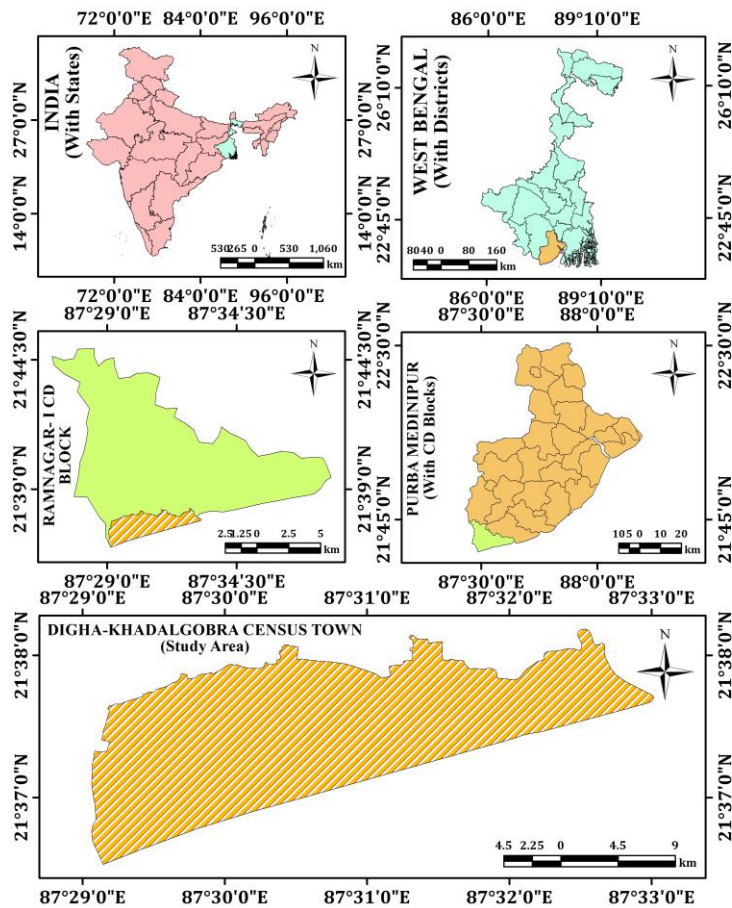 72°0'0"E 84°0'0"E 96°0'0"E
INDIA
(With States)
27°0'0"N
14°0'0"N
N
27°0'0"N
14°0'0"N
530 265 0 530 1,060
km
72°0'0"E 84°0'0"E 96°0'0"E
86°0'0"E 89°10'0"E
WEST BENGAL
(With Districts)
26°10'0"N
22°45'0"N
N
26°10'0"N
22°45'0"N
80 40 0 80 160
km
86°0'0"E 89°10'0"E
87°29'0"E 87°34'30"E
RAMNAGAR- I CD
BLOCK
21°44'30"N
21°39'0"N
N
21°44'30"N
21°39'0"N
2.5 1.25 0 2.5 5
km
87°29'0"E 87°34'30"E
87°30'0"E 88°0'0"E
PURBA MEDINIPUR
(With CD Blocks)
22°30'0"N
21°45'0"N
N
22°30'0"N
21°45'0"N
10 5 0 10 20
km
87°30'0"E 88°0'0"E
87°29'0"E 87°30'0"E 87°31'0"E 87°32'0"E 87°33'0"E
DIGHA-KHADALGOBRA CENSUS TOWN
(Study Area)
21°38'0"N
21°37'0"N
N
21°38'0"N
21°37'0"N
4.5 2.25 0 4.5 9
km
87°29'0"E 87°30'0"E 87°31'0"E 87°32'0"E 87°33'0"E